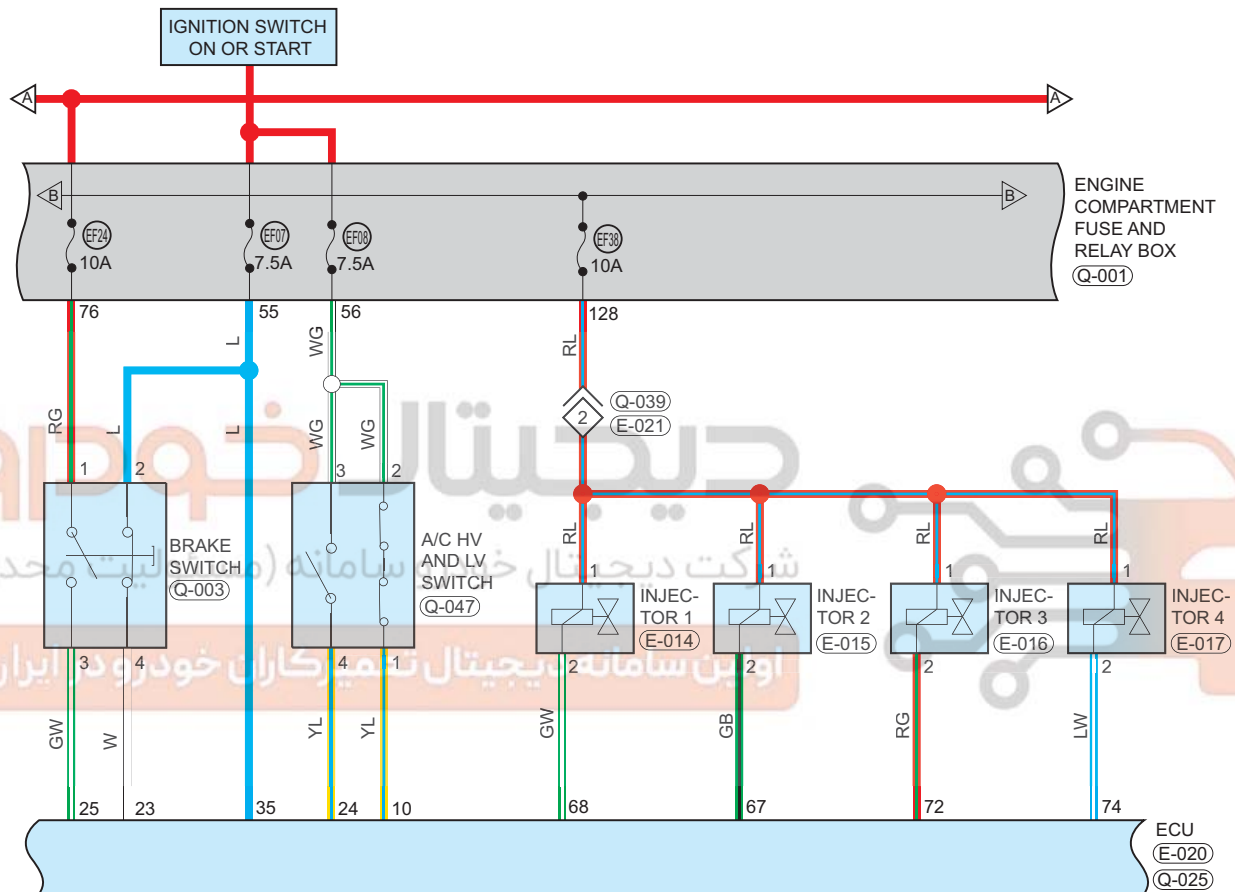 IGNITION SWITCH
ON OR START
A
A
B
B
EF24
10A
EF07
7.5A
EF08
7.5A
EF38
10A
ENGINE
COMPARTMENT
FUSE AND
RELAY BOX
Q-001
76
55
56
128
RG
L
L
L
WG
WG
WG
RL
2
Q-039
E-021
دیجیتال خودرو
شرکت دیجیتال خودرو سامانه (مسئولیت محد
اولین سامانه دیجیتال تعمیرکاران خودرو در ایران
1
2
3
4
BRAKE
SWITCH
Q-003
3
2
4
1
A/C HV
AND LV
SWITCH
Q-047
RL
RL
RL
RL
1
1
1
1
INJEC-
TOR 1
E-014
INJEC-
TOR 2
E-015
INJEC-
TOR 3
E-016
INJEC-
TOR 4
E-017
2
2
2
2
GW
W
YL
YL
GW
GB
RG
LW
25
23
35
24
10
68
67
72
74
ECU
E-020
Q-025